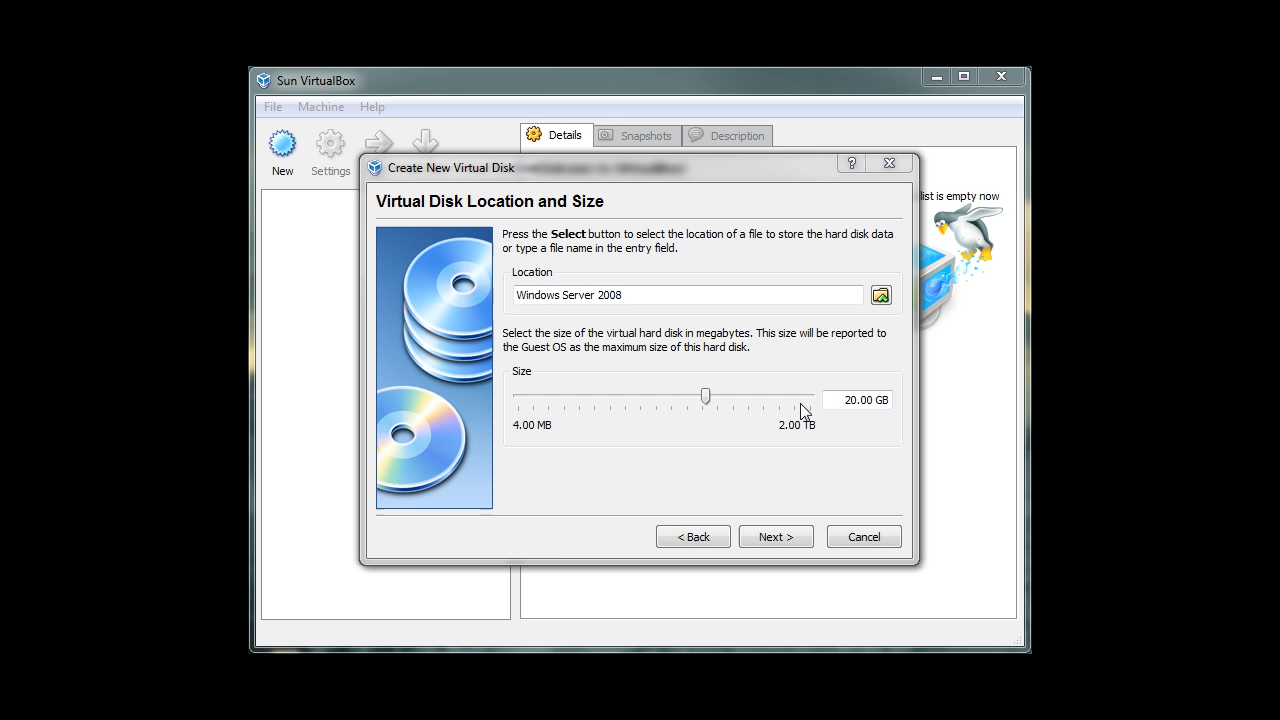 Sun VirtualBox
File Machine Help
New
Settings
Details
Snapshots
Description
list is empty now
Create New Virtual Disk
?
Virtual Disk Location and Size
Press the Select button to select the location of a file to store the hard disk data
or type a file name in the entry field.
Location
Windows Server 2008
Select the size of the virtual hard disk in megabytes. This size will be reported to
the Guest OS as the maximum size of this hard disk.
Size
20.00 GB
4.00 MB
2.00 TB
< Back
Next >
Cancel